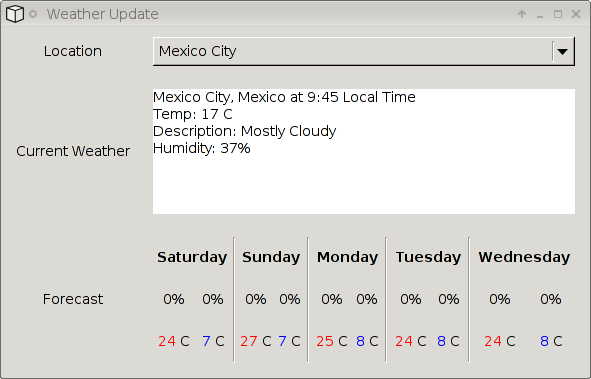 Weather Update
Location Mexico City
Mexico City, Mexico at 9:45 Local Time
Temp: 17 C
Description: Mostly Cloudy
Current Weather
Humidity: 37%
Saturday Sunday Monday Tuesday Wednesday
Forecast 0% 0% 0% 0% 0% 0% 0% 0% 0% 0%
24 C 7 C 27 C 7 C 25 C 8 C 24 C 8 C 24 C 8 C